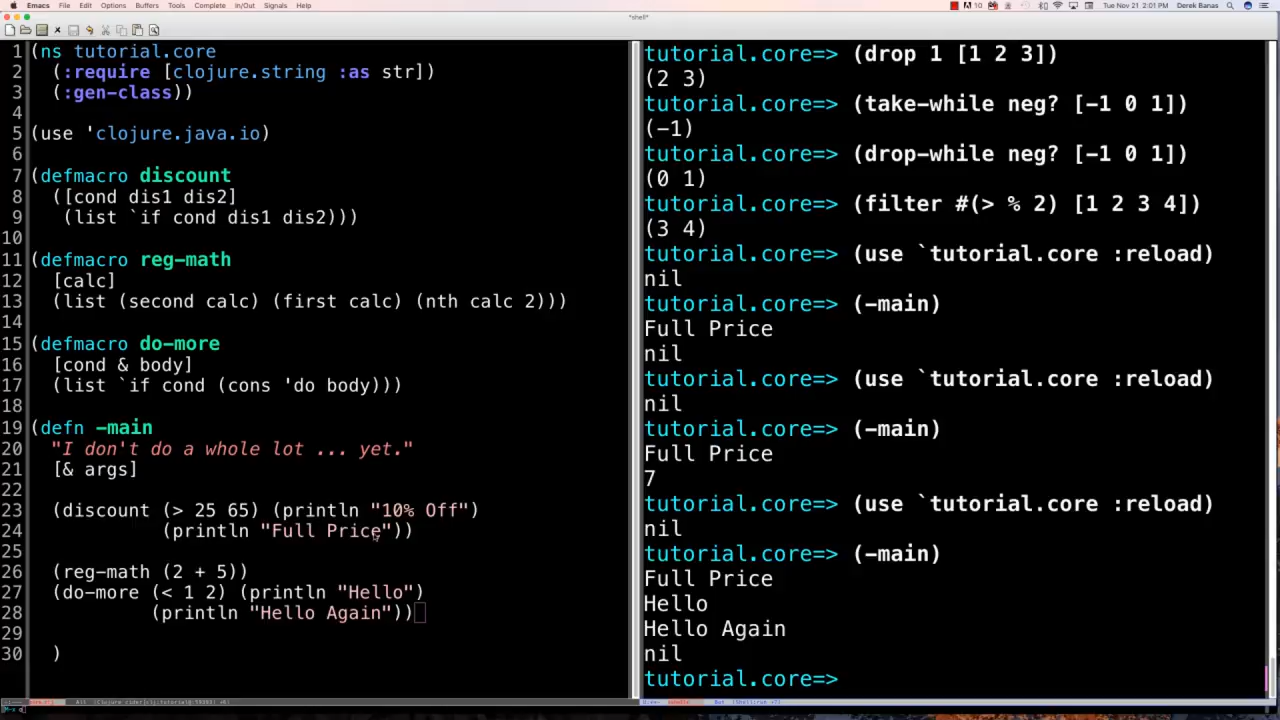 Emacs File Edit Options Buffers Tools Complete In/Out Signals Help
10
Tue Nov 21 2:01 PM Derek Banas
*shell*
1 (ns tutorial.core
2 (:require [clojure.string :as str])
3 (:gen-class))
4
5 (use 'clojure.java.io)
6
7 (defmacro discount
8 ([cond dis1 dis2]
9 (list `if cond dis1 dis2)))
10
11 (defmacro reg-math
12 [calc]
13 (list (second calc) (first calc) (nth calc 2)))
14
15 (defmacro do-more
16 [cond & body]
17 (list `if cond (cons 'do body)))
18
19 (defn -main
20 "I don't do a whole lot ... yet."
21 [& args]
22
23 (discount (> 25 65) (println "10% Off")
24 (println "Full Price"))
25
26 (reg-math (2 + 5))
27 (do-more (< 1 2) (println "Hello")
28 (println "Hello Again"))
29
30 )
tutorial.core=> (drop 1 [1 2 3])
(2 3)
tutorial.core=> (take-while neg? [-1 0 1])
(-1)
tutorial.core=> (drop-while neg? [-1 0 1])
(0 1)
tutorial.core=> (filter #(> % 2) [1 2 3 4])
(3 4)
tutorial.core=> (use `tutorial.core :reload)
nil
tutorial.core=> (-main)
Full Price
nil
tutorial.core=> (use `tutorial.core :reload)
nil
tutorial.core=> (-main)
Full Price
7
tutorial.core=> (use `tutorial.core :reload)
nil
tutorial.core=> (-main)
Full Price
Hello
Hello Again
nil
tutorial.core=>